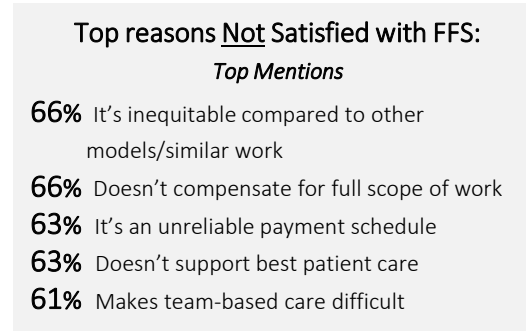 Top reasons Not Satisfied with FFS:
Top Mentions
66% It’s inequitable compared to other
models/similar work
66% Doesn’t compensate for full scope of work
63% It’s an unreliable payment schedule
63% Doesn’t support best patient care
61% Makes team-based care difficult